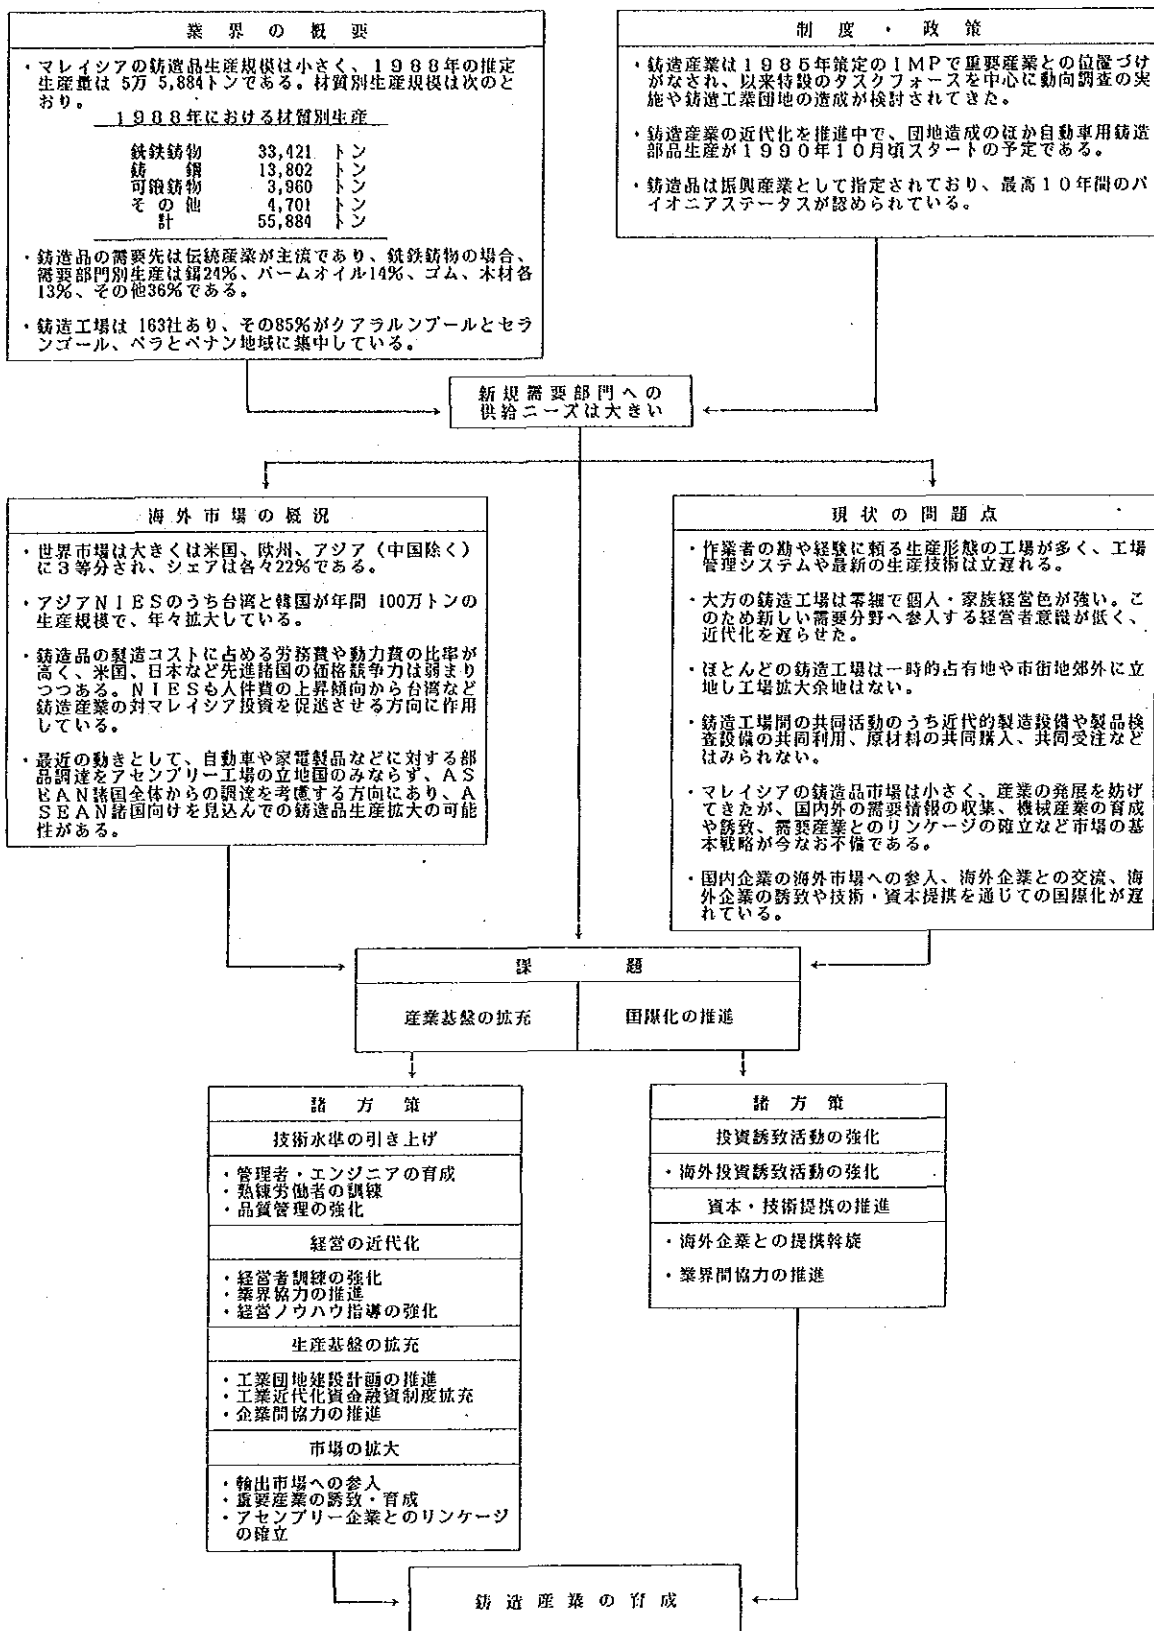 業界の概要
・マレイシアの鋳造品生産規模は小さく、1988年の推定
生産量は 5万 5,884トンである。材質別生産規模は次のと
おり。
1988年における材質別生産
銑鉄鋳物 33,421 トン
鋳鋼 13,802 トン
可鍛鋳物 3,960 トン
その他 4,701 トン
計 55,884 トン
・鋳造品の需要先は伝統産業が主流であり、銑鉄鋳物の場合、
需要部門別生産は錫24%、パームオイル14%、ゴム、木材各
13%、その他36%である。
・鋳造工場は 163社あり、その85%がクアラルンプールとセラ
ンゴール、ペラとペナン地域に集中している。
制度・政策
・鋳造産業は1985年策定のIMPで重要産業との位置づけ
がなされ、以来特設のタスクフォースを中心に動向調査の実
施や鋳造工業団地の造成が検討されてきた。
・鋳造産業の近代化を推進中で、団地造成のほか自動車用鋳造
部品生産が1990年10月頃スタートの予定である。
・鋳造品は振興産業として指定されており、最高10年間のパ
イオニアステータスが認められている。
新規需要部門への
供給ニーズは大きい
海外市場の概況
・世界市場は大きくは米国、欧州、アジア(中国除く)
に3等分され、シェアは各々22%である。
・アジアNIESのうち台湾と韓国が年間 100万トンの
生産規模で、年々拡大している。
・鋳造品の製造コストに占める労務費や動力費の比率が
高く、米国、日本など先進諸国の価格競争力は弱まり
つつある。NIESも人件費の上昇傾向から台湾など
鋳造産業の対マレイシア投資を促進させる方向に作用
している。
・最近の動きとして、自動車や家電製品などに対する部
品調達をアセンブリー工場の立地国のみならず、AS
EAN諸国全体からの調達を考慮する方向にあり、A
SEAN諸国向けを見込んでの鋳造品生産拡大の可能
性がある。
現状の問題点
・作業者の勘や経験に頼る生産形態の工場が多く、工場
管理システムや最新の生産技術は立遅れる。
・大方の鋳造工場は零細で個人・家族経営色が強い。こ
のため新しい需要分野へ参入する経営者意識が低く、
近代化を遅らせた。
・ほとんどの鋳造工場は一時的占有地や市街地郊外に立
地し工場拡大余地はない。
・鋳造工場間の共同活動のうち近代的製造設備や製品検
査設備の共同利用、原材料の共同購入、共同受注など
はみられない。
・マレイシアの鋳造品市場は小さく、産業の発展を妨げ
てきたが、国内外の需要情報の収集、機械産業の育成
や誘致、需要産業とのリンケージの確立など市場の基
本戦略が今なお不備である。
・国内企業の海外市場への参入、海外企業との交流、海
外企業の誘致や技術・資本提携を通じての国際化が遅
れている。
課題
産業基盤の拡充
国際化の推進
諸方策
技術水準の引き上げ
・管理者・エンジニアの育成
・熟練労働者の訓練
・品質管理の強化
経営の近代化
・経営者訓練の強化
・業界協力の推進
・経営ノウハウ指導の強化
生産基盤の拡充
・工業団地建設計画の推進
・工業近代化資金融資制度拡充
・企業間協力の推進
市場の拡大
・輸出市場への参入
・重要産業の誘致・育成
・アセンブリー企業とのリンケージ
の確立
諸方策
投資誘致活動の強化
・海外投資誘致活動の強化
資本・技術提携の推進
・海外企業との提携斡旋
・業界間協力の推進
鋳造産業の育成